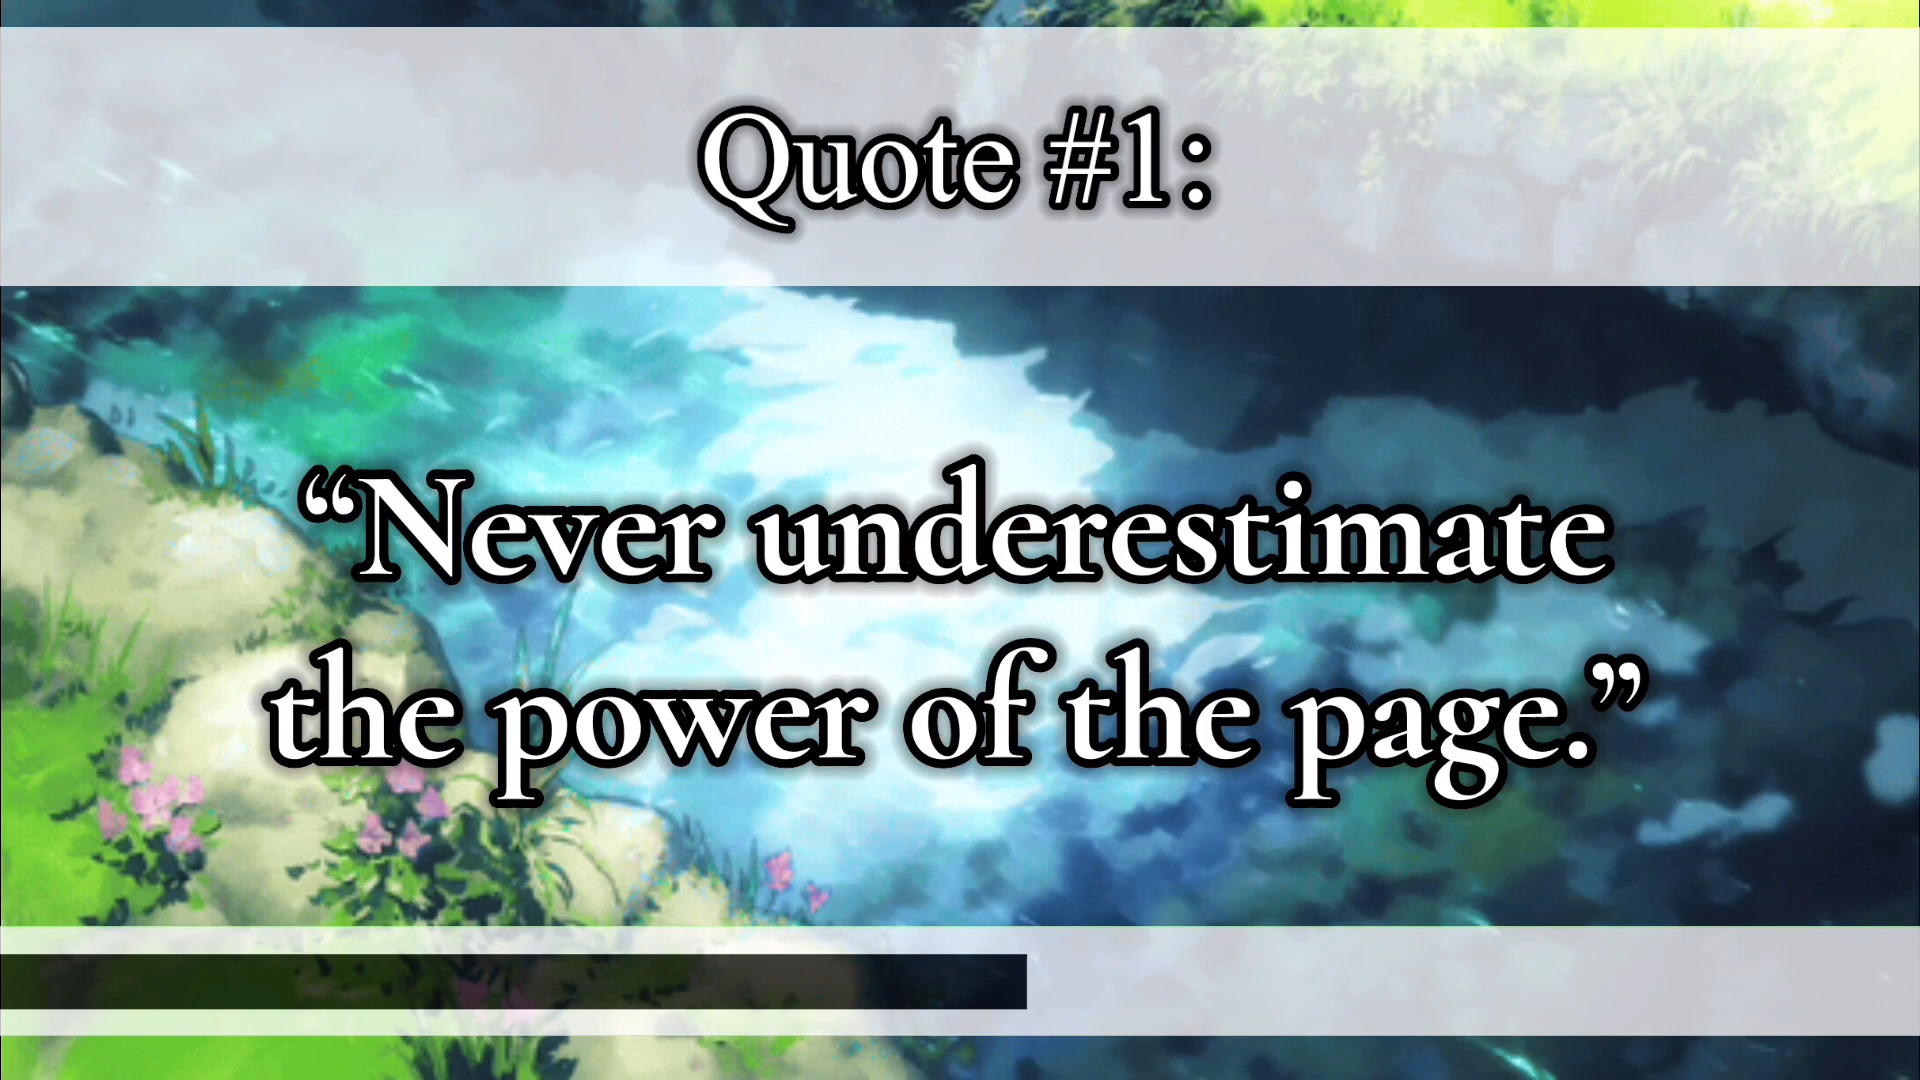 Quote #1:
“Never underestimate
the power of the page.”